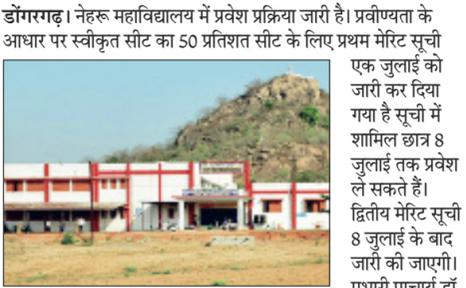 डोंगरगढ़। नेहरू महाविद्यालय में प्रवेश प्रक्रिया जारी है। प्रवीण्यता के
आधार पर स्वीकृत सीट का 50 प्रतिशत सीट के लिए प्रथम मेरिट सूची
एक जुलाई को
जारी कर दिया
गया है सूची में
शामिल छात्र 8
जुलाई तक प्रवेश
ले सकते हैं।
द्वितीय मेरिट सूची
8 जुलाई के बाद
जारी की जाएगी।
प्रभारी प्राचार्य डॉ